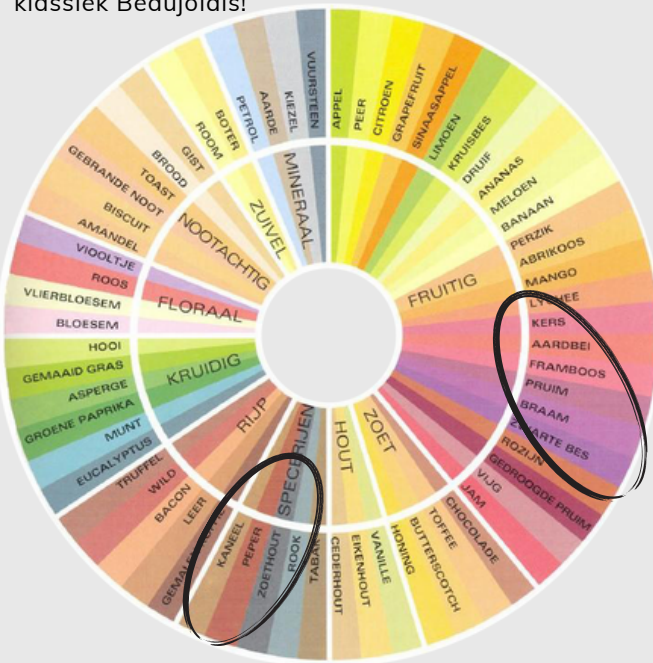 klassiek Beaujolais!
APPEL
PEER
CITROEN
GRAPEFRUIT
SINAASAPPEL
LIMOEN
KRUISBES
DRUIF
ANANAS
MELOEN
BANAAN
PERZIK
ABRIKOOS
MANGO
LYCHEE
KERS
AARDBEI
FRAMBOOS
PRUIM
BRAAM
ZWARTE BES
ROZIJN
GEDROOGDE PRUIM
VIJG
JAM
CHOCOLADE
TOFFEE
BUTTERSCOTCH
HONING
VANILLE
EIKENHOUT
CEDERHOUT
TABAK
ROOK
ZOETHOUT
PEPER
KANEEL
LEER
BACON
WILD
TRUFFEL
EUCALYPTUS
MUNT
GROENE PAPRIKA
ASPERGE
GEMAAID GRAS
HOOI
BLOESEM
VLIERBLOESEM
ROOS
VIOOLTJE
AMANDEL
BISCUIT
GEBRANDE NOOT
TOAST
BROOD
GIST
ROOM
BOTER
PETROL
AARDE
KIEZEL
VUURSTEEN
FRUITIG
ZOET
HOUT
SPECERIJEN
RIJP
KRUIDIG
FLORAAL
NOOTACHTIG
ZUIVEL
MINERAAL